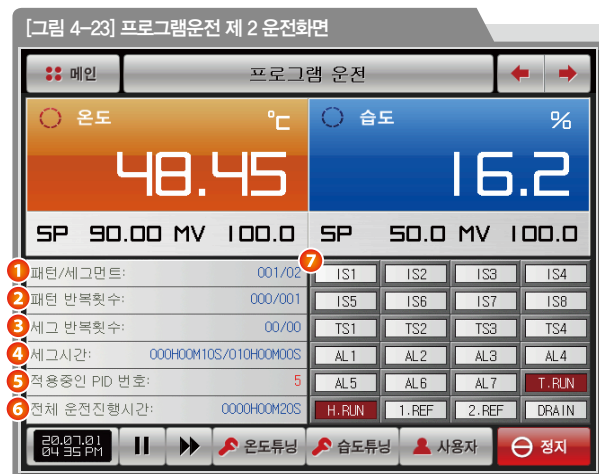 [그림 4-23] 프로그램운전 제 2 운전화면
메인 프로그램 운전
온도 °C 습도 %
48.45 16.2
SP 90.00 MV 100.0 SP 50.0 MV 100.0
1 패턴/세그먼트: 001/02 7 IS1 IS2 IS3 IS4
2 패턴 반복횟수: 000/001 IS5 IS6 IS7 IS8
3 세그 반복횟수: 00/00 TS1 TS2 TS3 TS4
4 세그시간: 000H00M10S/010H00M00S AL1 AL2 AL3 AL4
5 적용중인 PID 번호: 5 AL5 AL6 AL7 T.RUN
6 전체 운전진행시간: 0000H00M20S H.RUN 1.REF 2.REF DRAIN
20.07.01
04:35 PM 온도튜닝 습도튜닝 사용자 정지